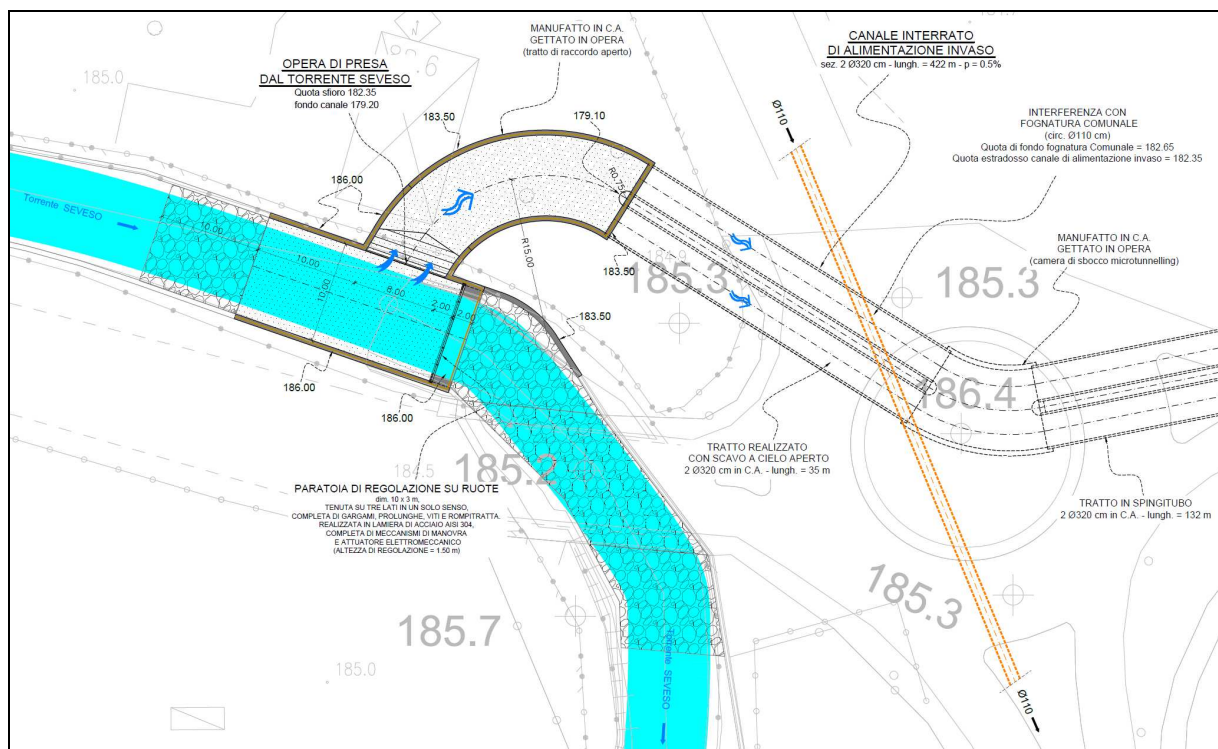 MANUFATTO IN C.A.
GETTATO IN OPERA
(tratto di raccordo aperto)
CANALE INTERRATO
DI ALIMENTAZIONE INVASO
sez. 2 Ø320 cm - lungh. = 422 m - p = 0.5%
185.0
OPERA DI PRESA
DAL TORRENTE SEVESO
Quota sfioro 182.35
fondo canale 179.20
183.50
179.10
Ø110
INTERFERENZA CON
FOGNATURA COMUNALE
(circ. Ø110 cm)
Quota di fondo fognatura Comunale = 182.65
Quota estradosso canale di alimentazione invaso = 182.35
186.00
R0.75
Torrente SEVESO
10.00
10.00
10.00
8.00
2.00
2.00
R15.00
183.50
184.9
185.3
185.3
MANUFATTO IN C.A.
GETTATO IN OPERA
(camera di sbocco microtunnelling)
183.50
186.00
186.00
186.4
TRATTO REALIZZATO
CON SCAVO A CIELO APERTO
2 Ø320 cm in C.A. - lungh. = 35 m
184.5
185.2
PARATOIA DI REGOLAZIONE SU RUOTE
dim. 10 x 3 m,
TENUTA SU TRE LATI IN UN SOLO SENSO,
COMPLETA DI GARGAMI, PROLUNGHE, VITI E ROMPITRATTA.
REALIZZATA IN LAMIERA DI ACCIAIO AISI 304,
COMPLETA DI MECCANISMI DI MANOVRA
E ATTUATORE ELETTROMECCANICO
(ALTEZZA DI REGOLAZIONE = 1.50 m)
TRATTO IN SPINGITUBO
2 Ø320 cm in C.A. - lungh. = 132 m
185.3
185.7
185.0
Torrente SEVESO
Ø110